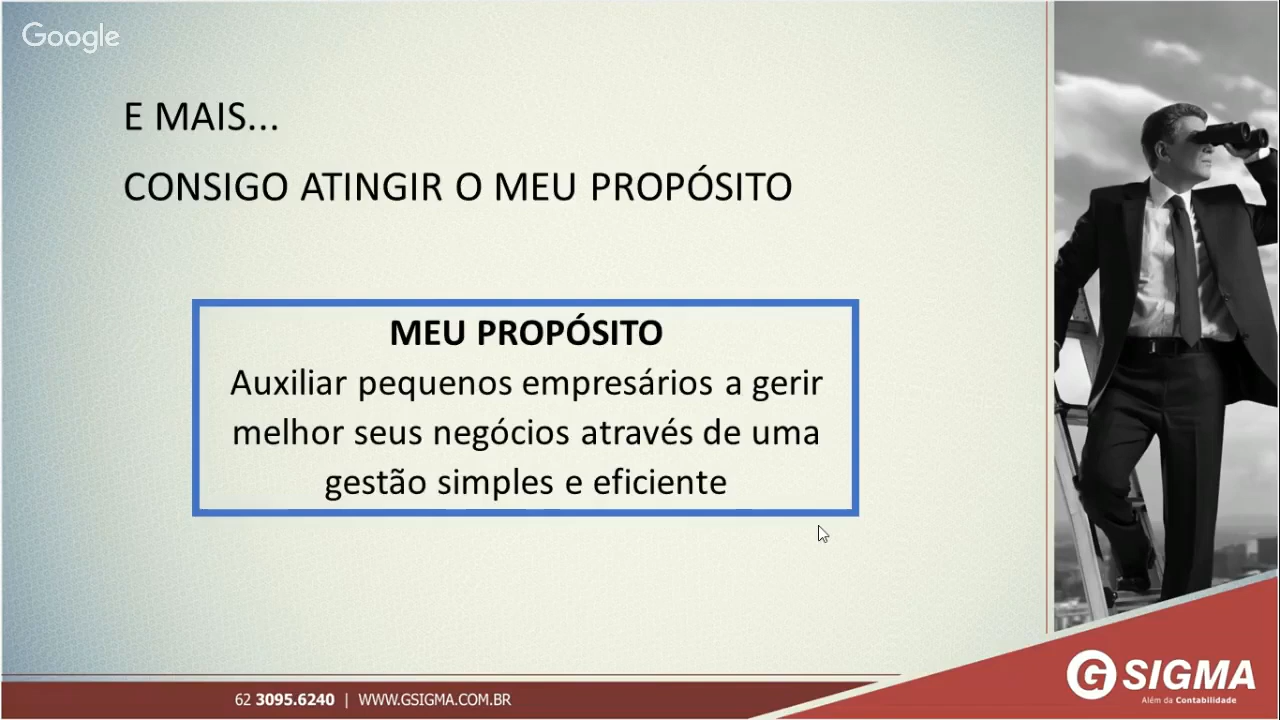 Google
E MAIS...
CONSIGO ATINGIR O MEU PROPÓSITO
MEU PROPÓSITO
Auxiliar pequenos empresários a gerir
melhor seus negócios através de uma
gestão simples e eficiente
62 3095.6240 | WWW.GSIGMA.COM.BR
G SIGMA
Além da Contabilidade